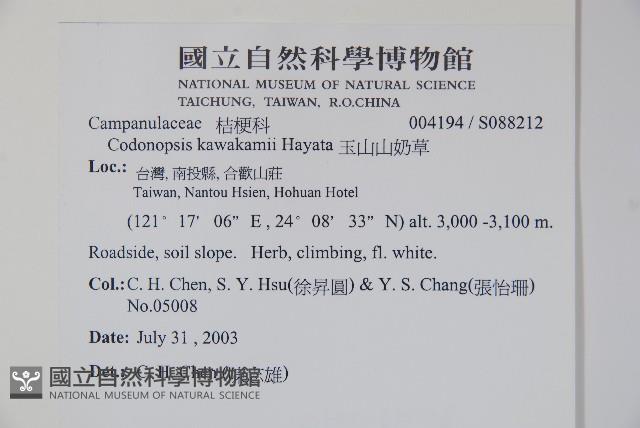 國立自然科學博物館
NATIONAL MUSEUM OF NATURAL SCIENCE
TAICHUNG, TAIWAN, R.O.CHINA
Campanulaceae 桔梗科 004194 / S088212
Codonopsis kawakamii Hayata 玉山山奶草
Loc.: 台灣, 南投縣, 合歡山莊
Taiwan, Nantou Hsien, Hohuan Hotel
(121° 17′ 06″ E , 24° 08′ 33″ N) alt. 3,000 -3,100 m.
Roadside, soil slope. Herb, climbing, fl. white.
Col.: C. H. Chen, S. Y. Hsu(徐昇圓) & Y. S. Chang(張怡珊)
No.05008
Date: July 31 , 2003
Det.: C. H. Chen 雄)
國立自然科學博物館
NATIONAL MUSEUM OF NATURAL SCIENCE